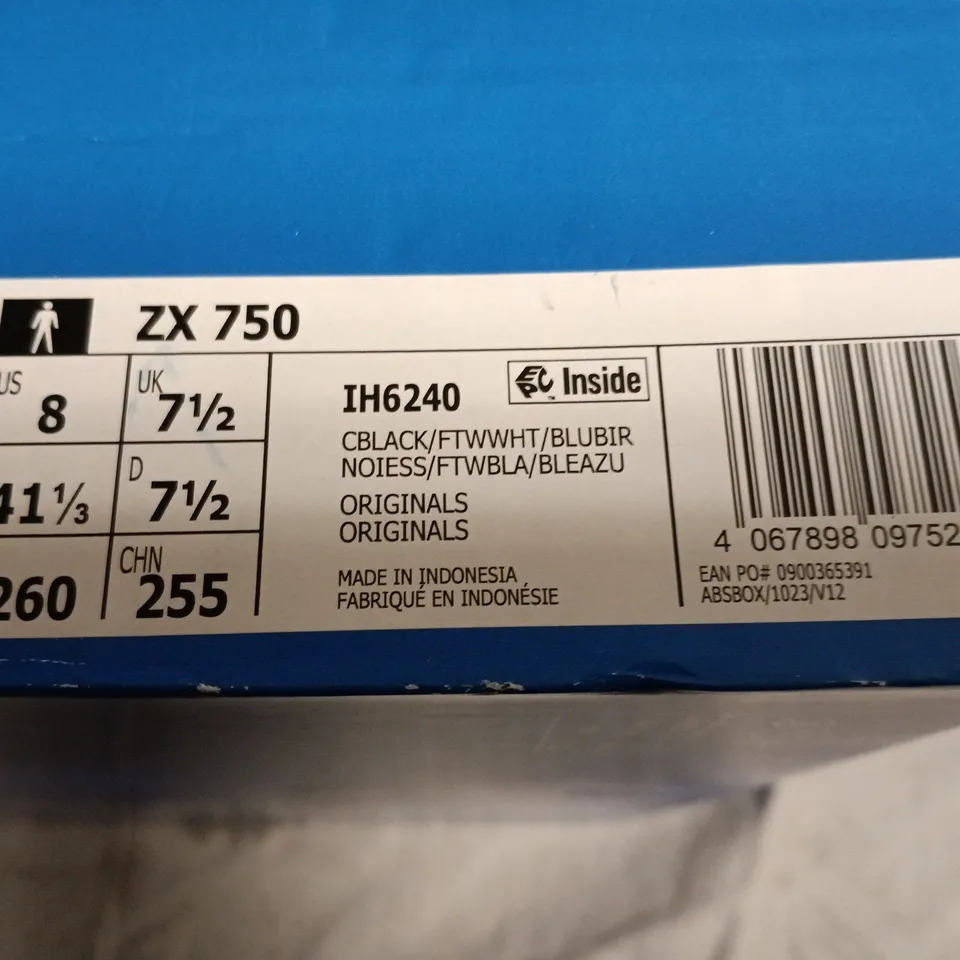 ZX 750
US 8 UK 7½
41⅓ D 7½
260 CHN 255
IH6240 EPC Inside
CBLACK/FTWWHT/BLUBIR
NOIESS/FTWBLA/BLEAZU
ORIGINALS
ORIGINALS
MADE IN INDONESIA
FABRIQUÉ EN INDONÉSIE
4 067898 09752
EAN PO# 0900365391
ABSBOX/1023/V12